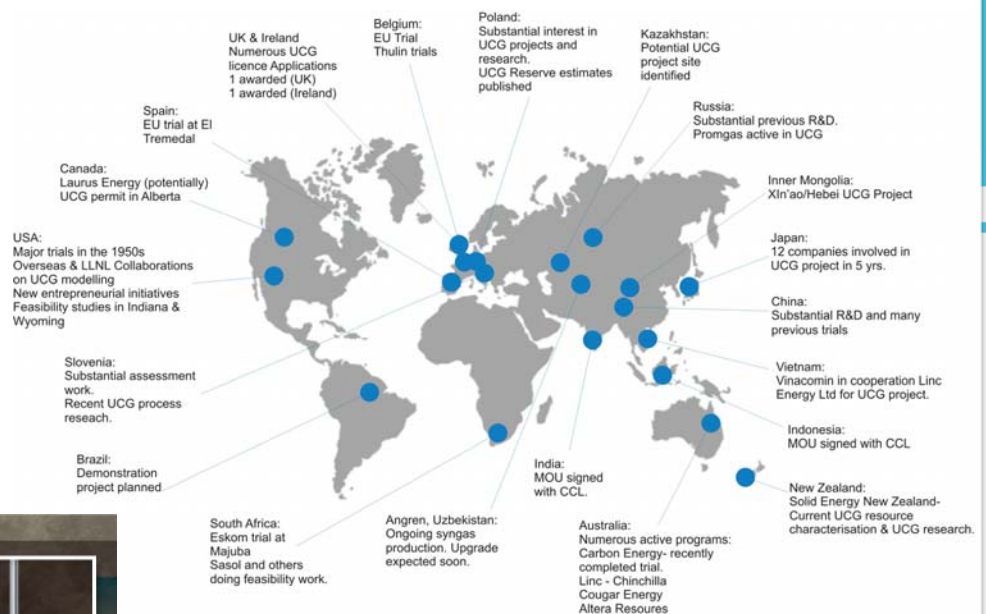 Poland:
Substantial interest in
UCG projects and
research.
UCG Reserve estimates
published
Belgium:
EU Trial
Thulin trials
UK & Ireland
Numerous UCG
licence Applications
1 awarded (UK)
1 awarded (Ireland)
Kazakhstan:
Potential UCG
project site
identified
Spain:
EU trial at El
Tremedal
Russia:
Substantial previous R&D.
Promgas active in UCG
Canada:
Laurus Energy (potentially)
UCG permit in Alberta
Inner Mongolia:
XIn'ao/Hebei UCG Project
USA:
Major trials in the 1950s
Overseas & LLNL Collaborations
on UCG modelling
New entrepreneurial initiatives
Feasibility studies in Indiana &
Wyoming
Japan:
12 companies involved in
UCG project in 5 yrs.
China:
Substantial R&D and many
previous trials
Slovenia:
Substantial assessment
work.
Recent UCG process
reseach.
Vietnam:
Vinacomin in cooperation Linc
Energy Ltd for UCG project.
Indonesia:
MOU signed with CCL
Brazil:
Demonstration
project planned
India:
MOU signed
with CCL.
New Zealand:
Solid Energy New Zealand-
Current UCG resource
characterisation & UCG research.
South Africa:
Eskom trial at
Majuba
Sasol and others
doing feasibility work.
Angren, Uzbekistan:
Ongoing syngas
production. Upgrade
expected soon.
Australia:
Numerous active programs:
Carbon Energy- recently
completed trial.
Linc - Chinchilla
Cougar Energy
Altera Resoures